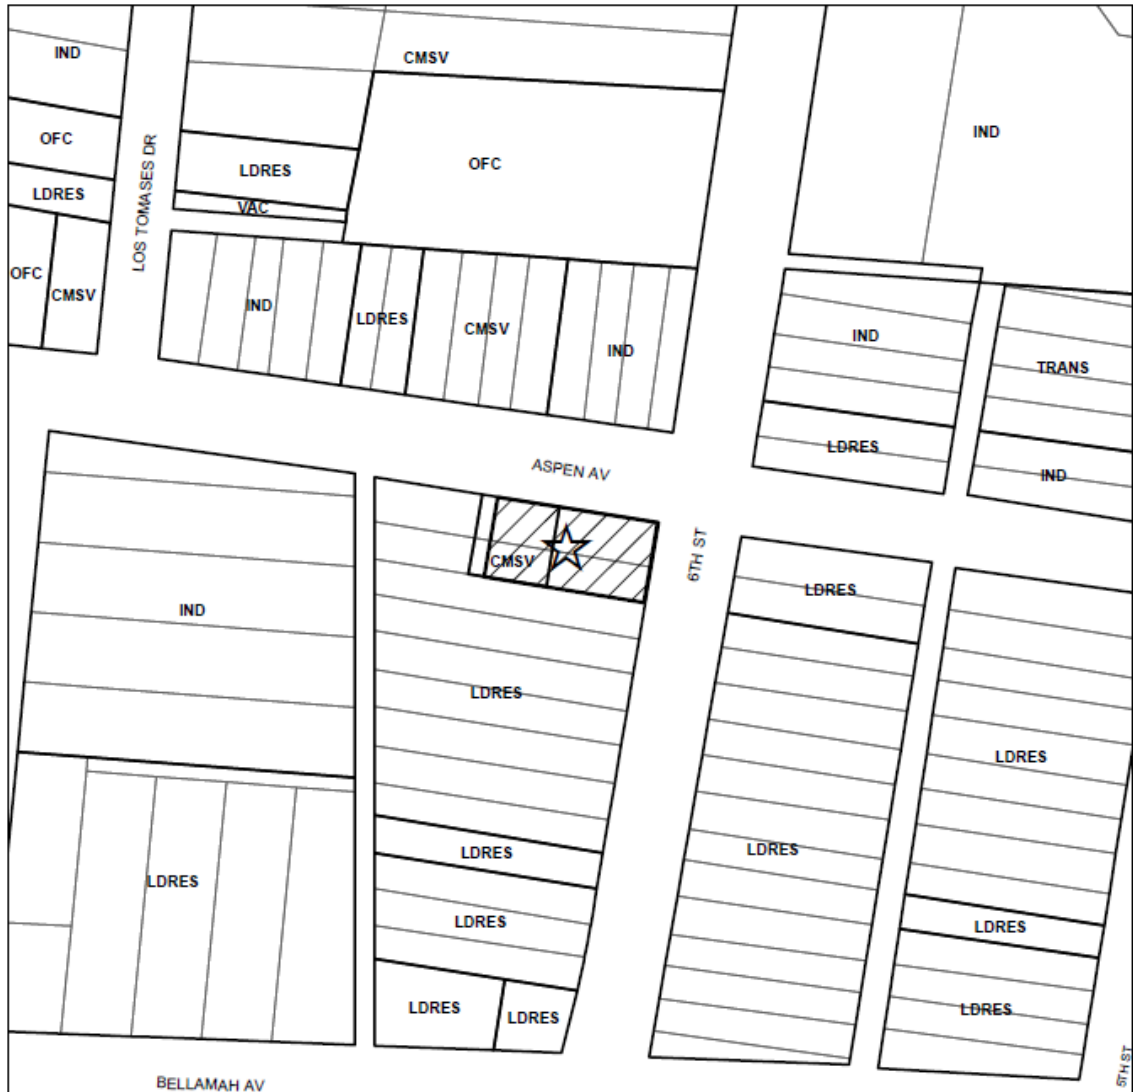 IND
CMSV
IND
OFC
LDRES
OFC
LDRES
VAC
LOS TOMASES DR
OFC
CMSV
IND
LDRES
CMSV
IND
IND
TRANS
LDRES
IND
ASPEN AV
6TH ST
CMSV
LDRES
IND
LDRES
LDRES
LDRES
LDRES
LDRES
LDRES
LDRES
LDRES
LDRES
LDRES
LDRES
BELLAMAH AV
5TH ST